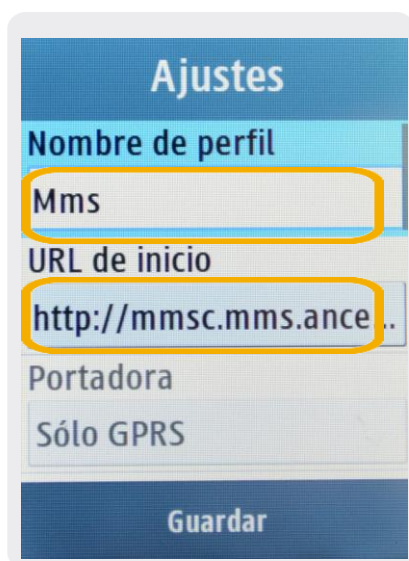 Ajustes
Nombre de perfil
Mms
URL de inicio
http://mmsc.mms.ance...
Portadora
Sólo GPRS
Guardar